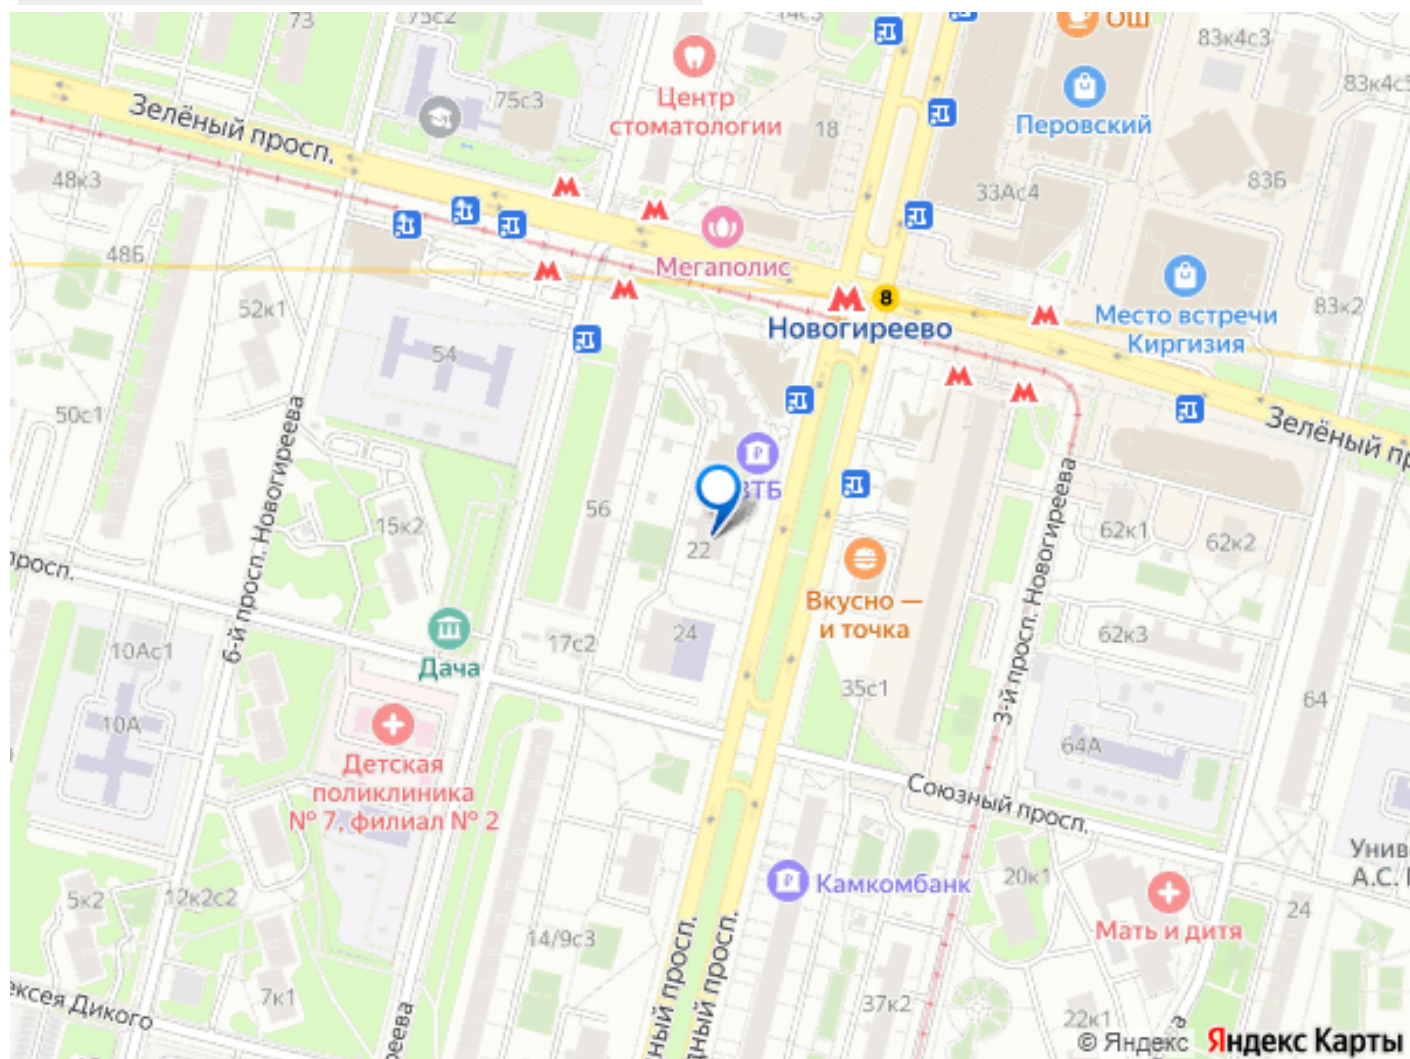 73
75с2
14с3
ОШ
83к4с3
Центр
стоматологии
75с3
83к4с5
Зелёный просп.
18
Перовский
48к3
33Ас4
83Б
48Б
Мегаполис
8
Новогиреево
Место встречи
Киргизия
83к2
52к1
54
50с1
Зелёный пр
6-й просп. Новогиреева
ВТБ
56
15к2
22
62к1
62к2
просп.
Вкусно —
и точка
3-й просп. Новогиреева
10Ас1
Дача
17с2
24
62к3
35с1
64
10А
64А
Детская
поликлиника
№ 7, филиал № 2
Союзный просп.
Унив
А.С. Г
5к2
12к2с2
Камкомбанк
20к1
24
Мать и дитя
14/9с3
7к1
37к2
22к1
ексея Дикого
реева
ный просп.
дный просп.
а
© Яндекс Яндекс Карты